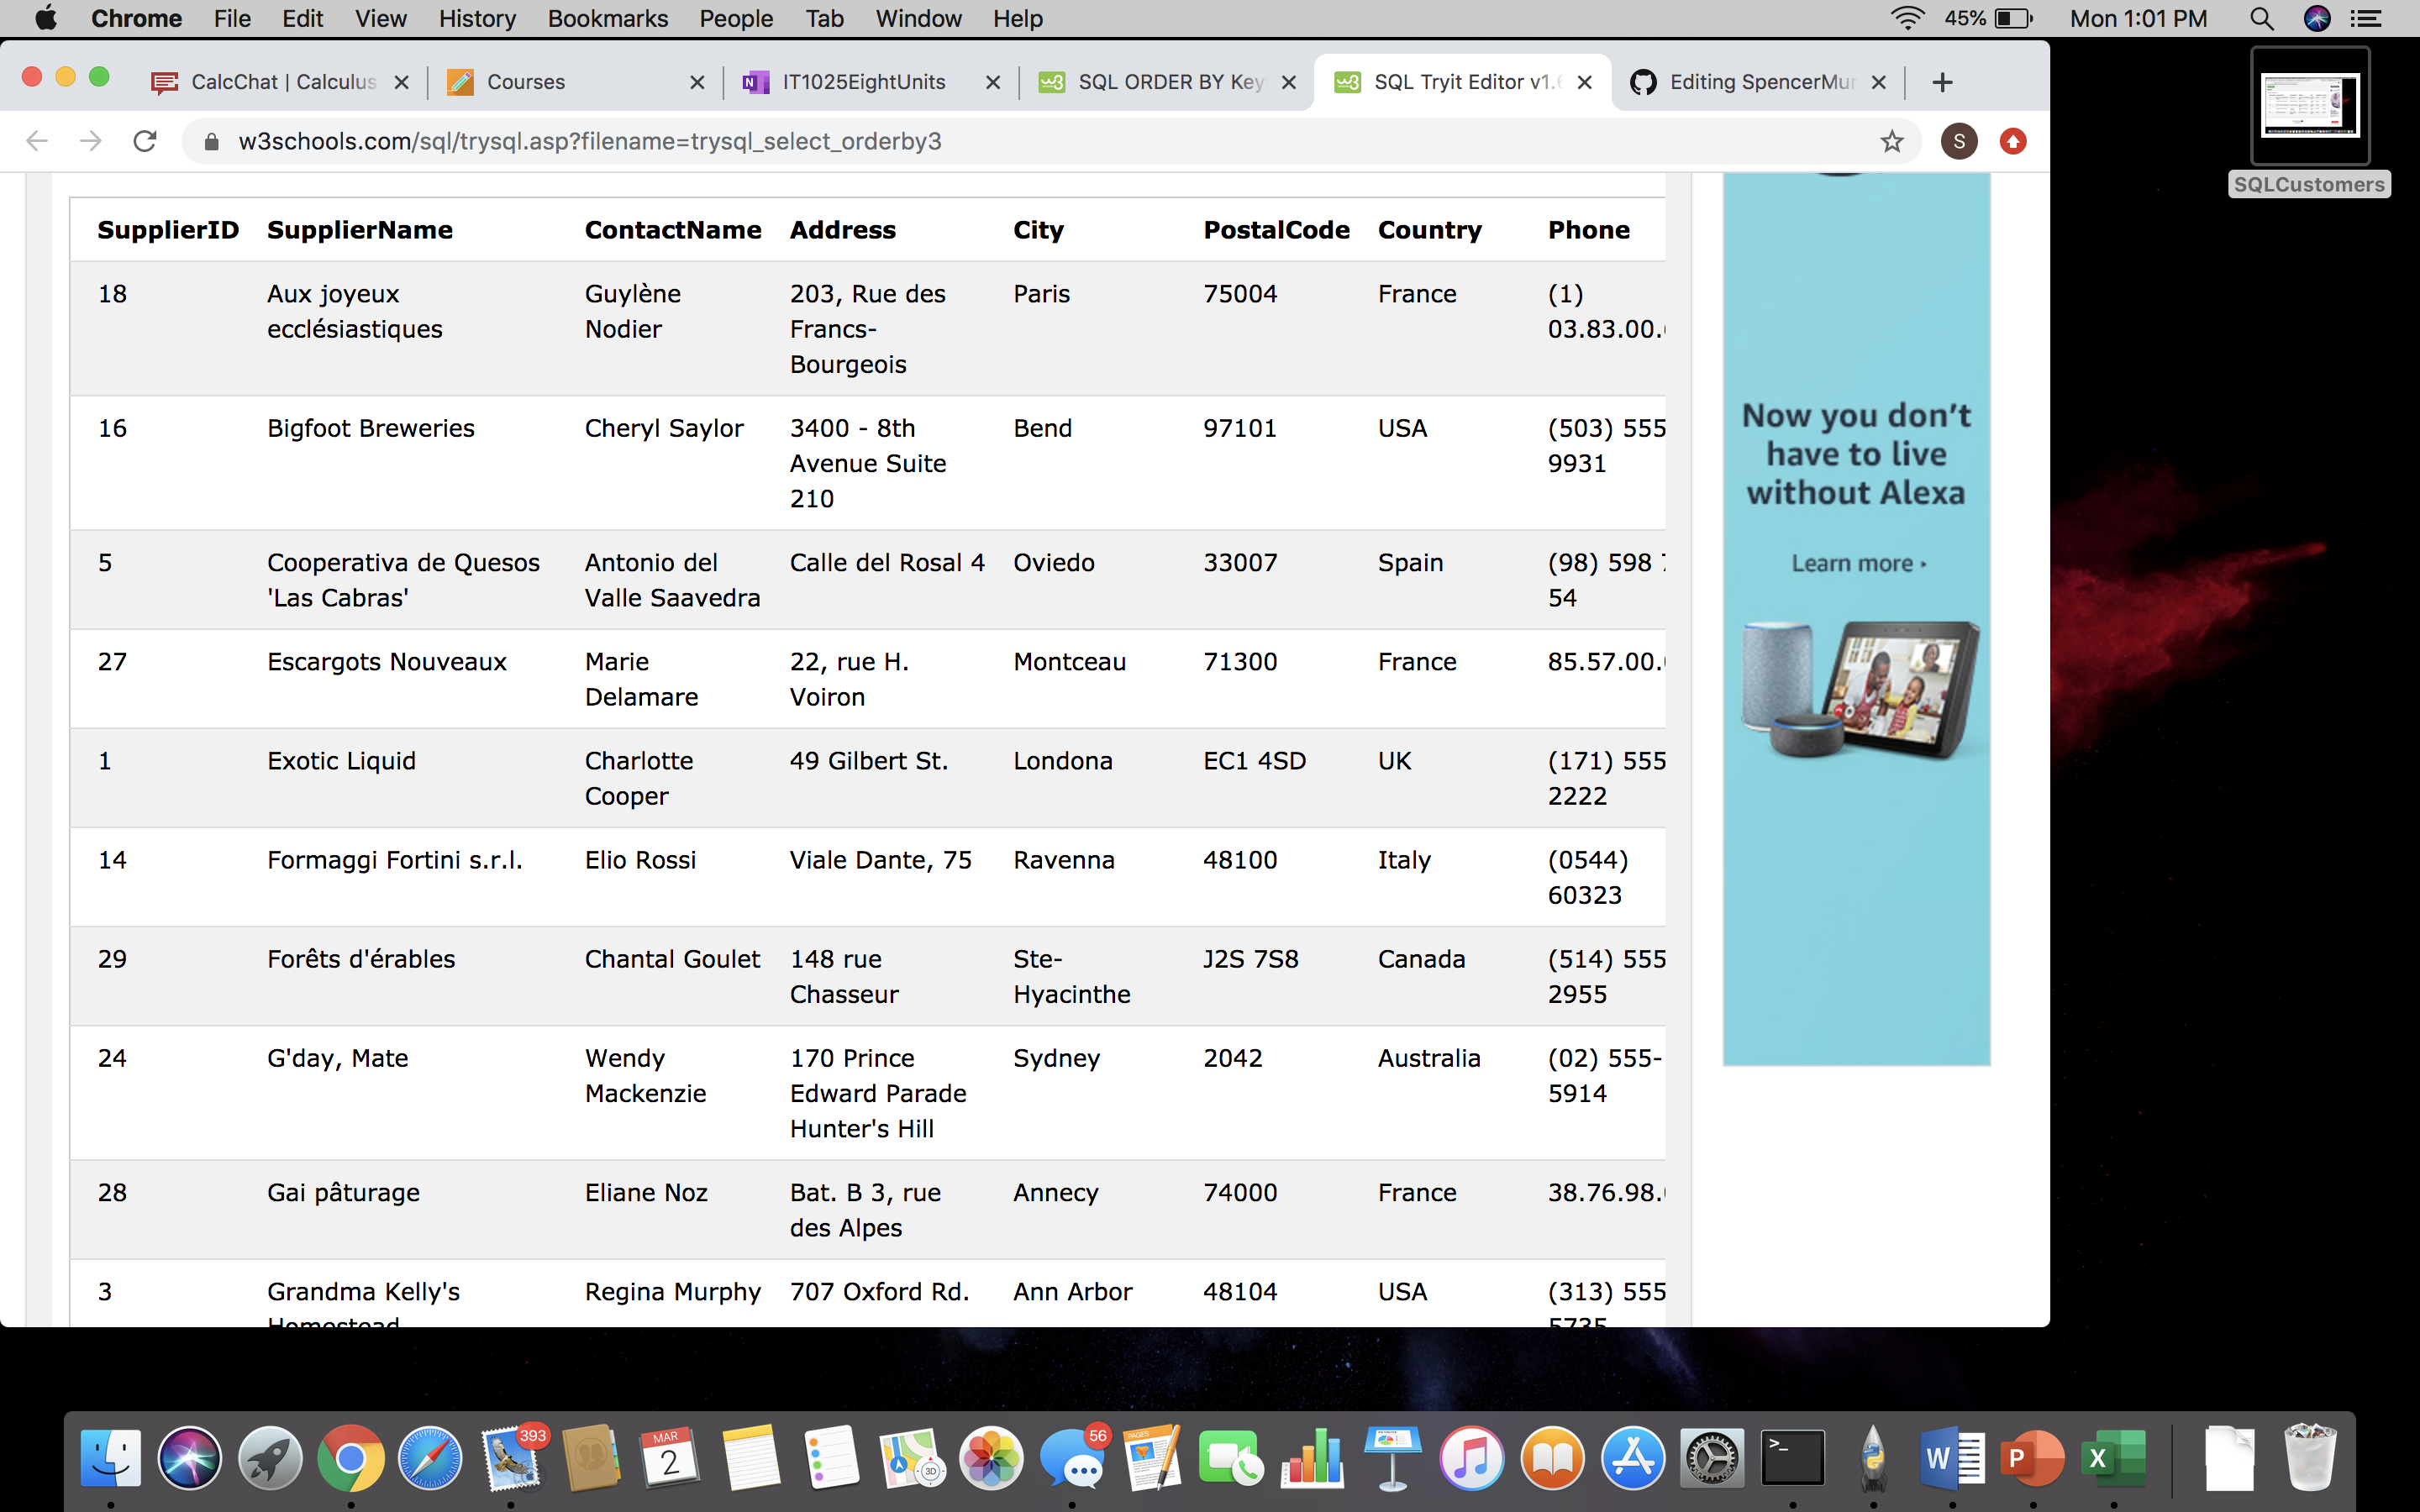 Chrome File Edit View History Bookmarks People Tab Window Help 45% Mon 1:01 PM
CalcChat | Calculus Courses IT1025EightUnits SQL ORDER BY Key SQL Tryit Editor v1.6 Editing SpencerMur
w3schools.com/sql/trysql.asp?filename=trysql_select_orderby3 S
SQLCustomers
SupplierID SupplierName ContactName Address City PostalCode Country Phone
18 Aux joyeux Guylène 203, Rue des Paris 75004 France (1)
ecclésiastiques Nodier Francs- 03.83.00.
Bourgeois
16 Bigfoot Breweries Cheryl Saylor 3400 - 8th Bend 97101 USA (503) 555
Avenue Suite 9931
210
5 Cooperativa de Quesos Antonio del Calle del Rosal 4 Oviedo 33007 Spain (98) 598
'Las Cabras' Valle Saavedra 54
27 Escargots Nouveaux Marie 22, rue H. Montceau 71300 France 85.57.00.
Delamare Voiron
1 Exotic Liquid Charlotte 49 Gilbert St. Londona EC1 4SD UK (171) 555
Cooper 2222
14 Formaggi Fortini s.r.l. Elio Rossi Viale Dante, 75 Ravenna 48100 Italy (0544)
60323
29 Forêts d'érables Chantal Goulet 148 rue Ste- J2S 7S8 Canada (514) 555
Chasseur Hyacinthe 2955
24 G'day, Mate Wendy 170 Prince Sydney 2042 Australia (02) 555-
Mackenzie Edward Parade 5914
Hunter's Hill
28 Gai pâturage Eliane Noz Bat. B 3, rue Annecy 74000 France 38.76.98.
des Alpes
3 Grandma Kelly's Regina Murphy 707 Oxford Rd. Ann Arbor 48104 USA (313) 555
Homestead 5735
Now you don't
have to live
without Alexa
Learn more
393 MAR 2 3D 56 PAGES >_ W P X